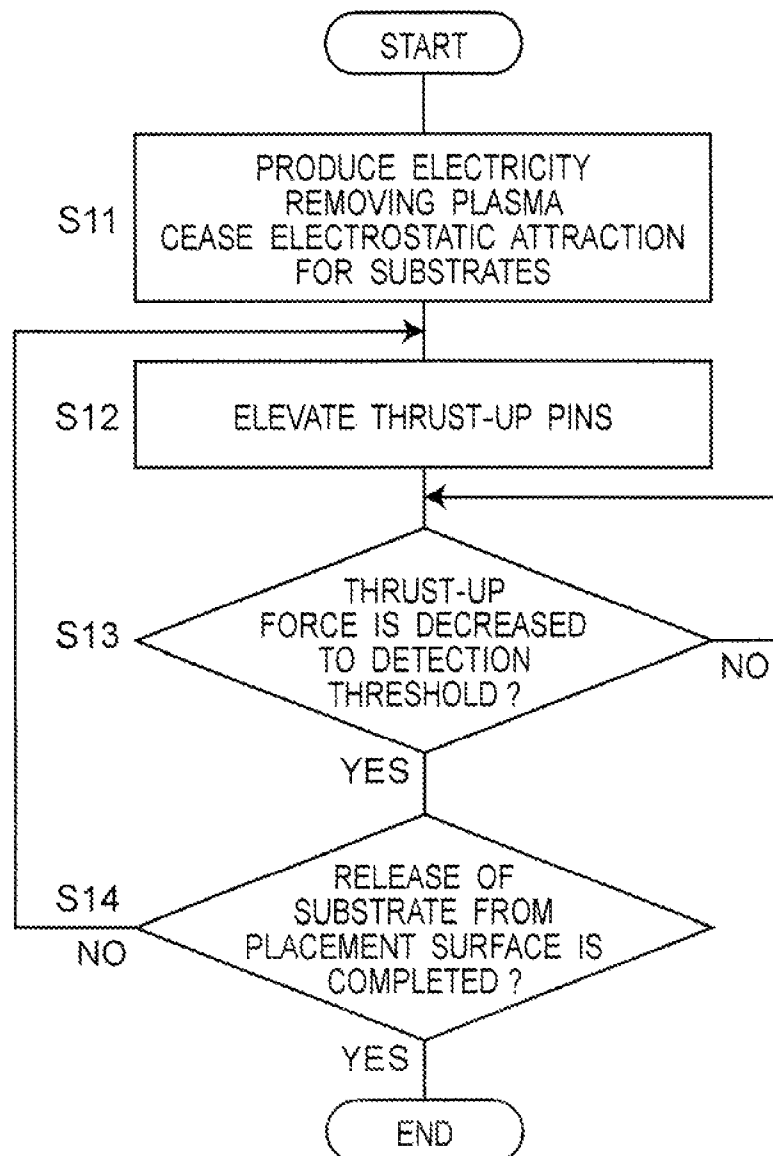 START
S11
PRODUCE ELECTRICITY
REMOVING PLASMA
CEASE ELECTROSTATIC ATTRACTION
FOR SUBSTRATES
S12
ELEVATE THRUST-UP PINS
S13
THRUST-UP
FORCE IS DECREASED
TO DETECTION
THRESHOLD ?
NO
YES
S14
RELEASE OF
SUBSTRATE FROM
PLACEMENT SURFACE IS
COMPLETED ?
NO
YES
END